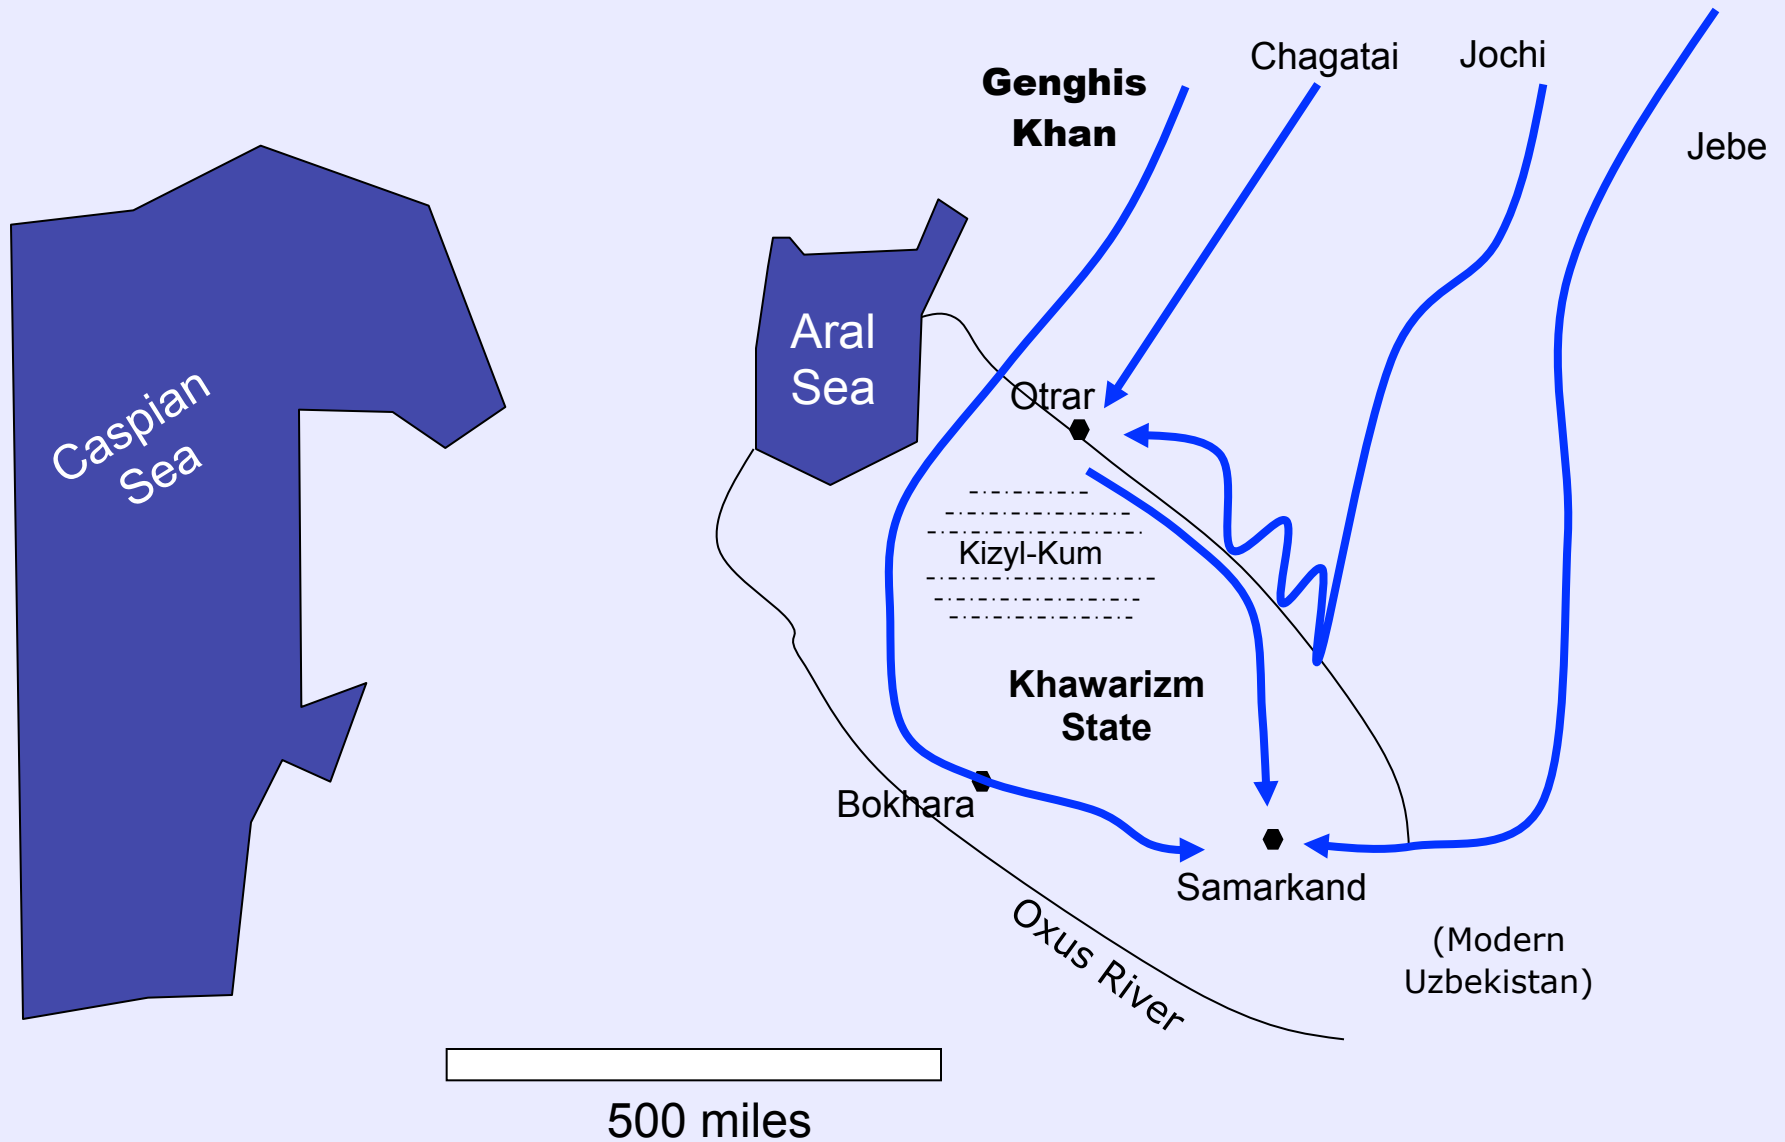 Genghis
Khan
Chagatai
Jochi
Jebe
Aral
Sea
Caspian
Sea
Otrar
Kizyl-Kum
Khawarizm
State
Bokhara
Samarkand
Oxus River
(Modern
Uzbekistan)
500 miles